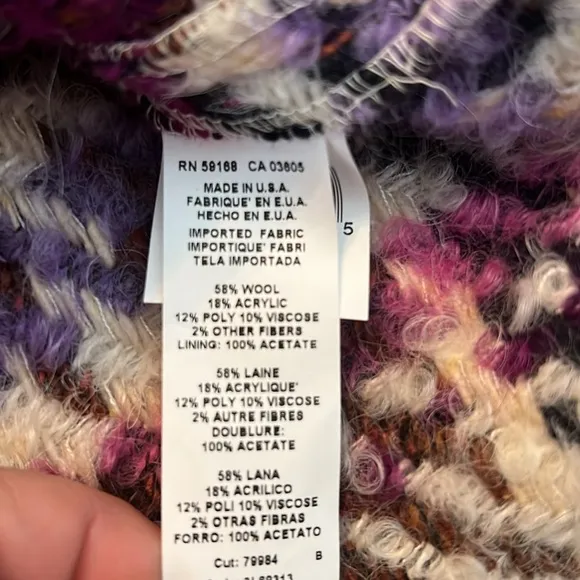 RN 59168 CA 03805
MADE IN U.S.A.
FABRIQUE' EN E.U.A.
HECHO EN E.U.A.
IMPORTED FABRIC
IMPORTIQUE' FABRI
TELA IMPORTADA
58% WOOL
18% ACRYLIC
12% POLY 10% VISCOSE
2% OTHER FIBERS
LINING: 100% ACETATE
58% LAINE
18% ACRYLIQUE'
12% POLY 10% VISCOSE
2% AUTRE FIBRES
DOUBLURE:
100% ACETATE
58% LANA
18% ACRILICO
12% POLI 10% VISCOSE
2% OTRAS FIBRAS
FORRO: 100% ACETATO
Cut: 79984 B
5